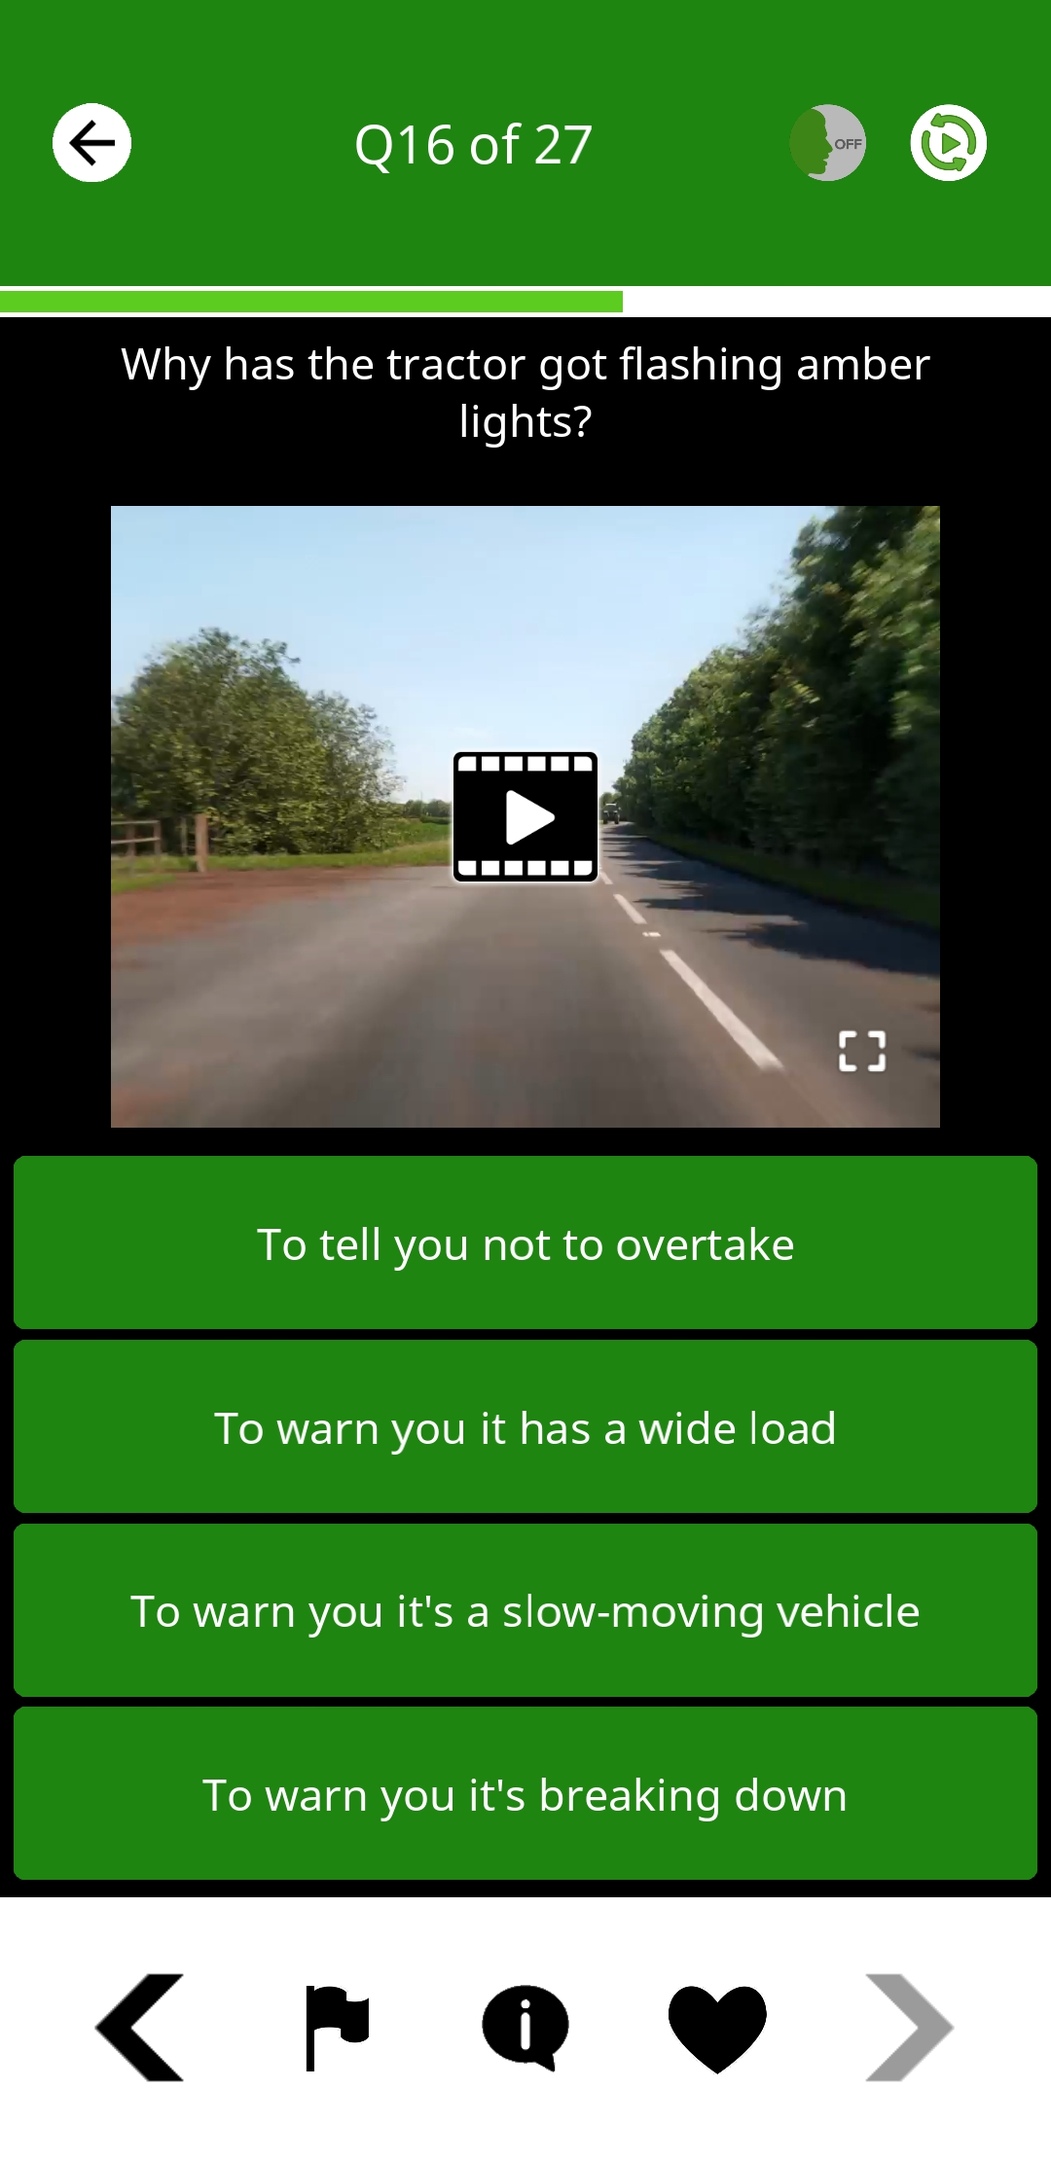 Q16 of 27
OFF
Why has the tractor got flashing amber
lights?
To tell you not to overtake
To warn you it has a wide load
To warn you it's a slow-moving vehicle
To warn you it's breaking down